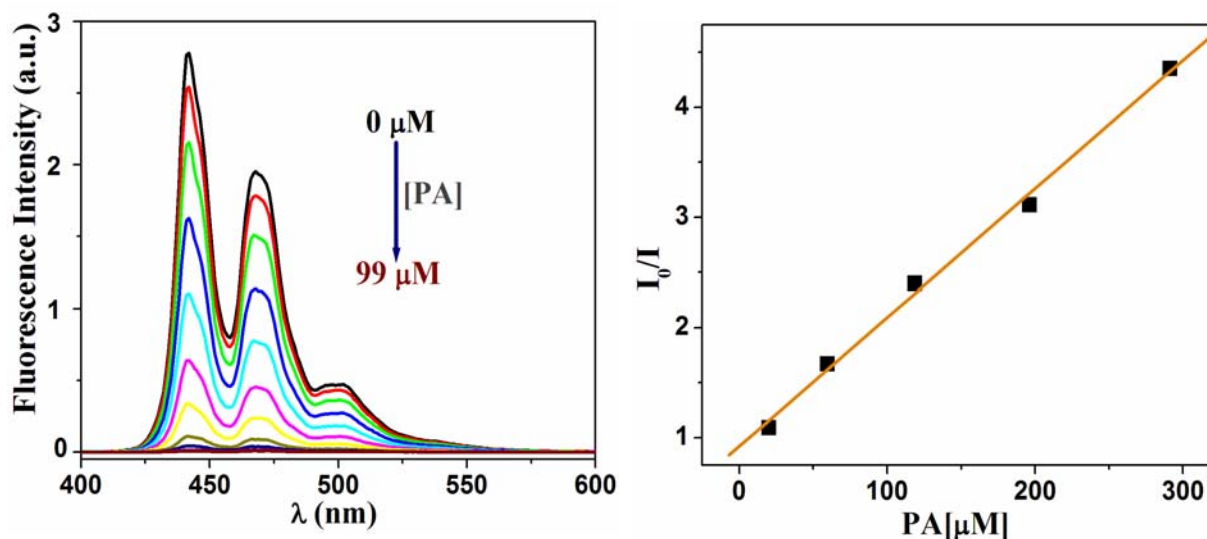 Fluorescence Intensity (a.u.)
3
2
1
0
0 μM
[PA]
99 μM
400
450
500
550
600
λ (nm)
I₀/I
4
3
2
1
0
100
200
300
PA[μM]